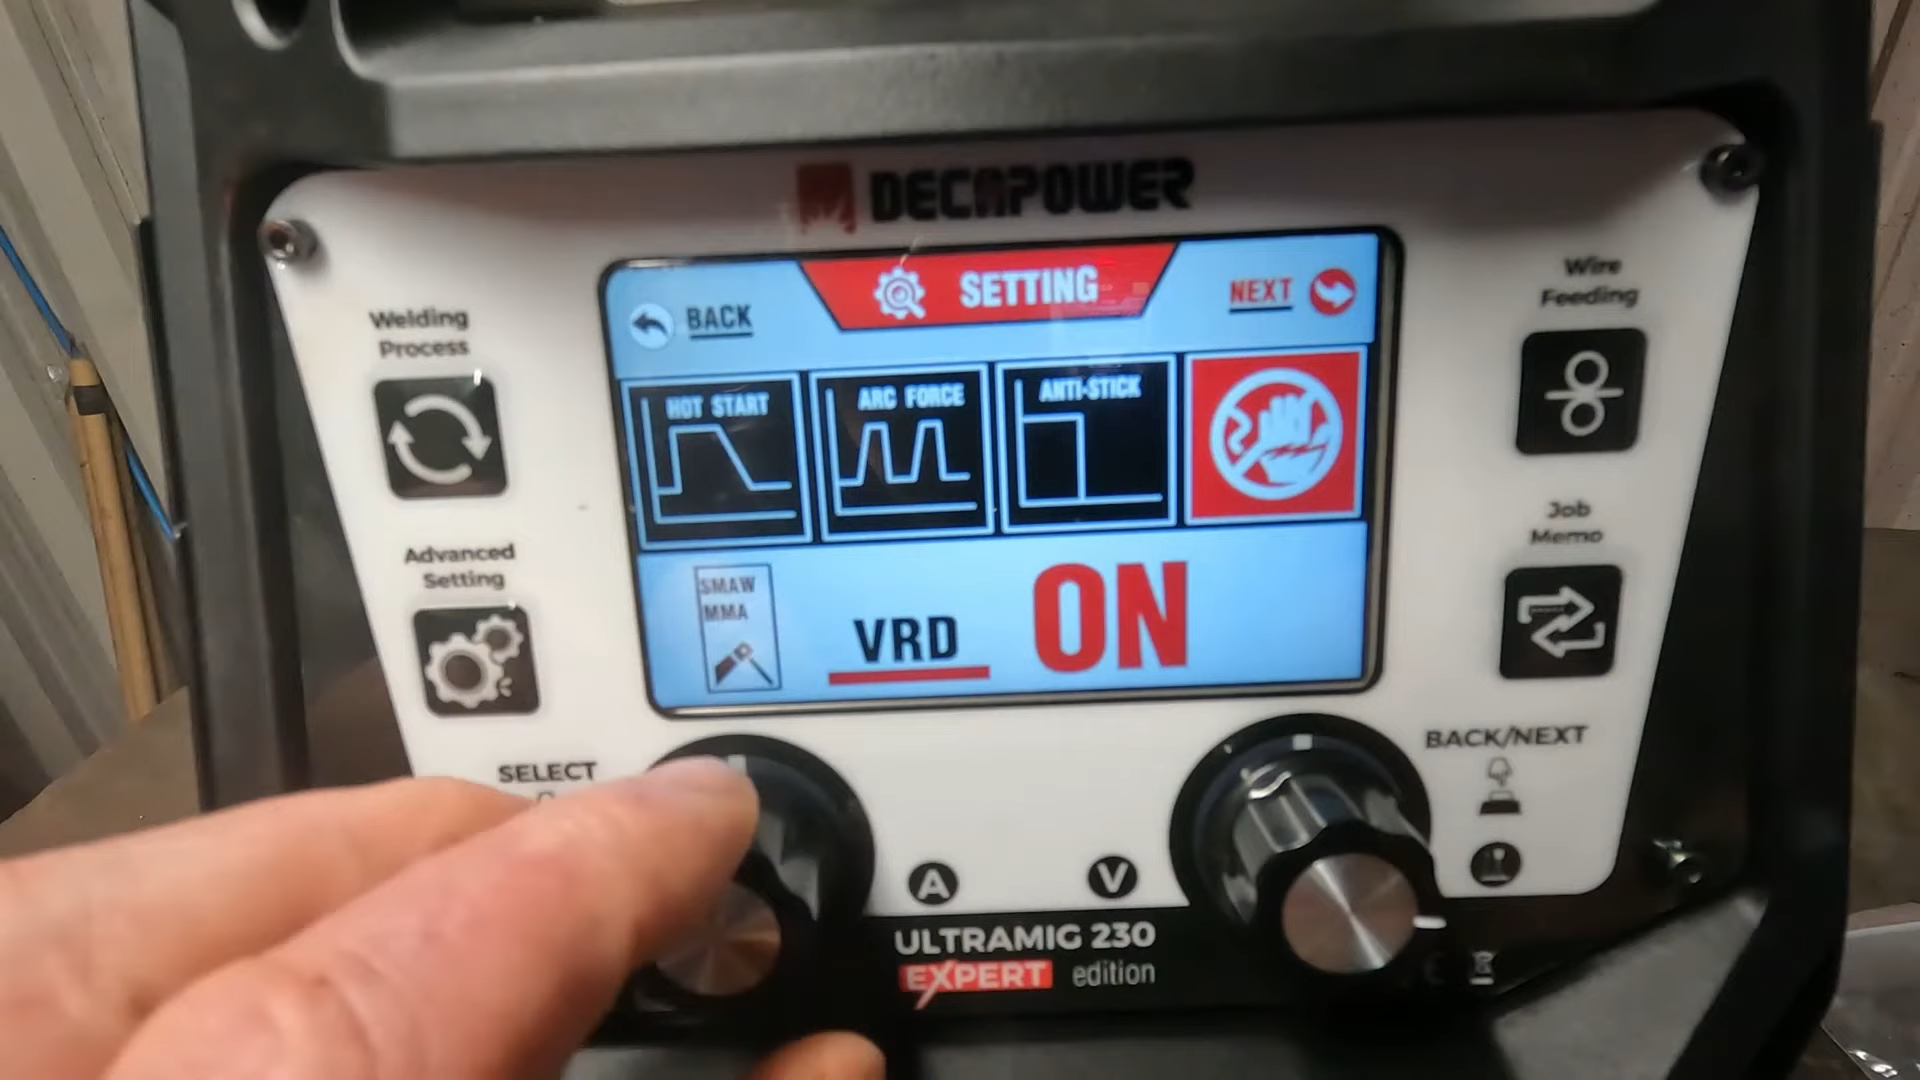 DECAPOWER
SETTING
BACK
NEXT
HOT START
ARC FORCE
ANTI-STICK
SMAW
MMA
VRD
ON
Welding
Process
Advanced
Setting
SELECT
Wire
Feeding
Job
Memo
BACK/NEXT
A
V
ULTRAMIG 230
EXPERT edition